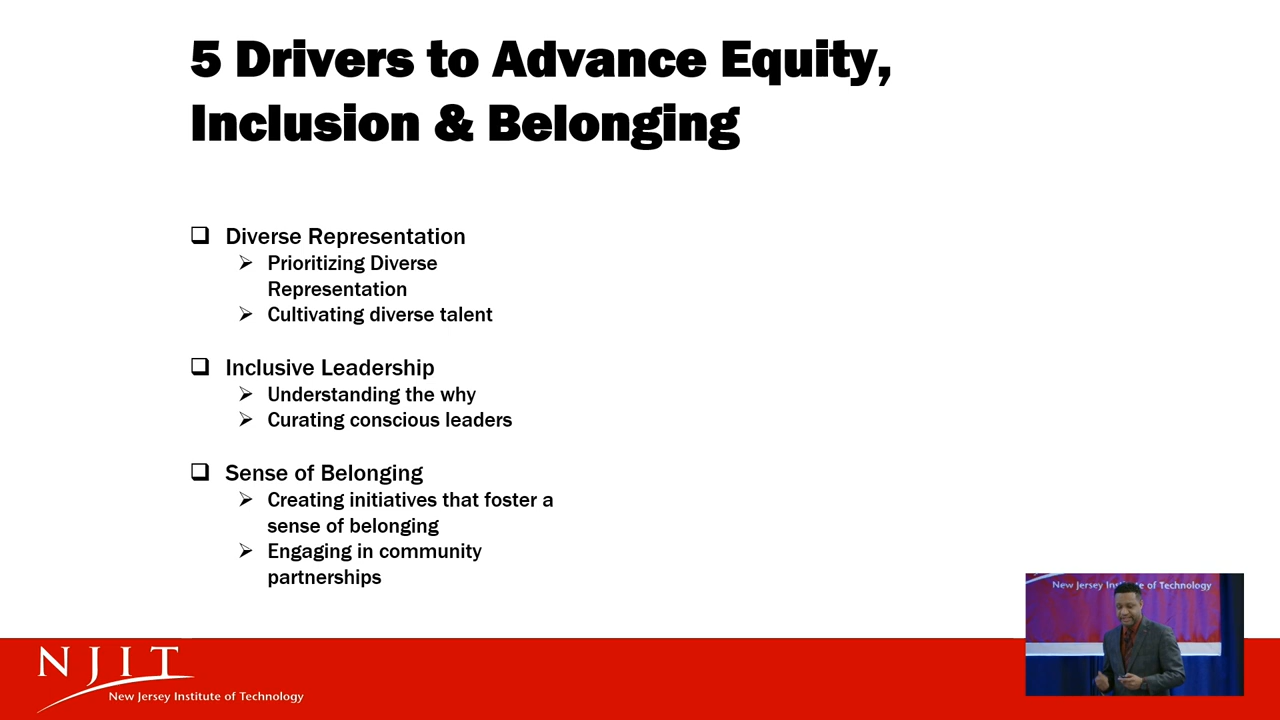 5 Drivers to Advance Equity,
Inclusion & Belonging
Diverse Representation
Prioritizing Diverse
Representation
Cultivating diverse talent
Inclusive Leadership
Understanding the why
Curating conscious leaders
Sense of Belonging
Creating initiatives that foster a
sense of belonging
Engaging in community
partnerships
NJIT
New Jersey Institute of Technology
New Jersey of Technology